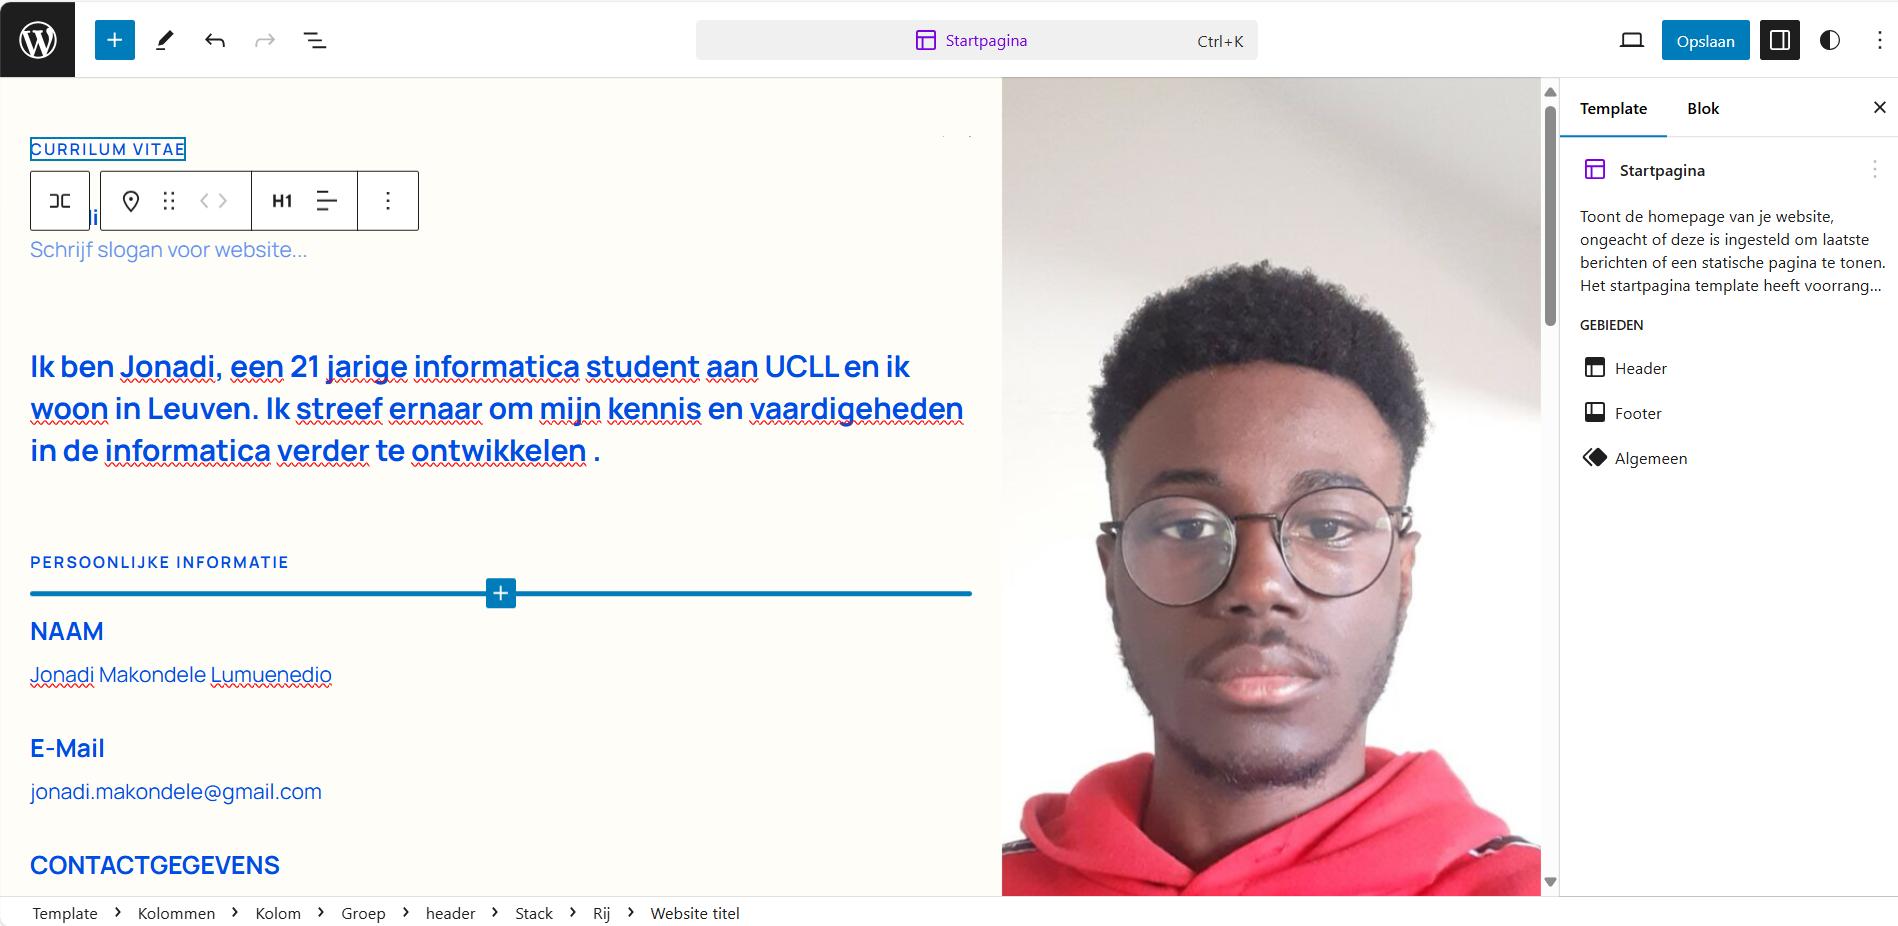 Startpagina Ctrl+K
Opslaan
CURRILUM VITAE
H1
Schrijf slogan voor website...
Ik ben Jonadi, een 21 jarige informatica student aan UCLL en ik
woon in Leuven. Ik streef ernaar om mijn kennis en vaardigeheden
in de informatica verder te ontwikkelen .
PERSOONLIJKE INFORMATIE
NAAM
Jonadi Makondele Lumuenedio
E-Mail
jonadi.makondele@gmail.com
CONTACTGEGEVENS
Template Blok
Startpagina
Toont de homepage van je website,
ongeacht of deze is ingesteld om laatste
berichten of een statische pagina te tonen.
Het startpagina template heeft voorrang...
GEBIEDEN
Header
Footer
Algemeen
Template > Kolommen > Kolom > Groep > header > Stack > Rij > Website titel